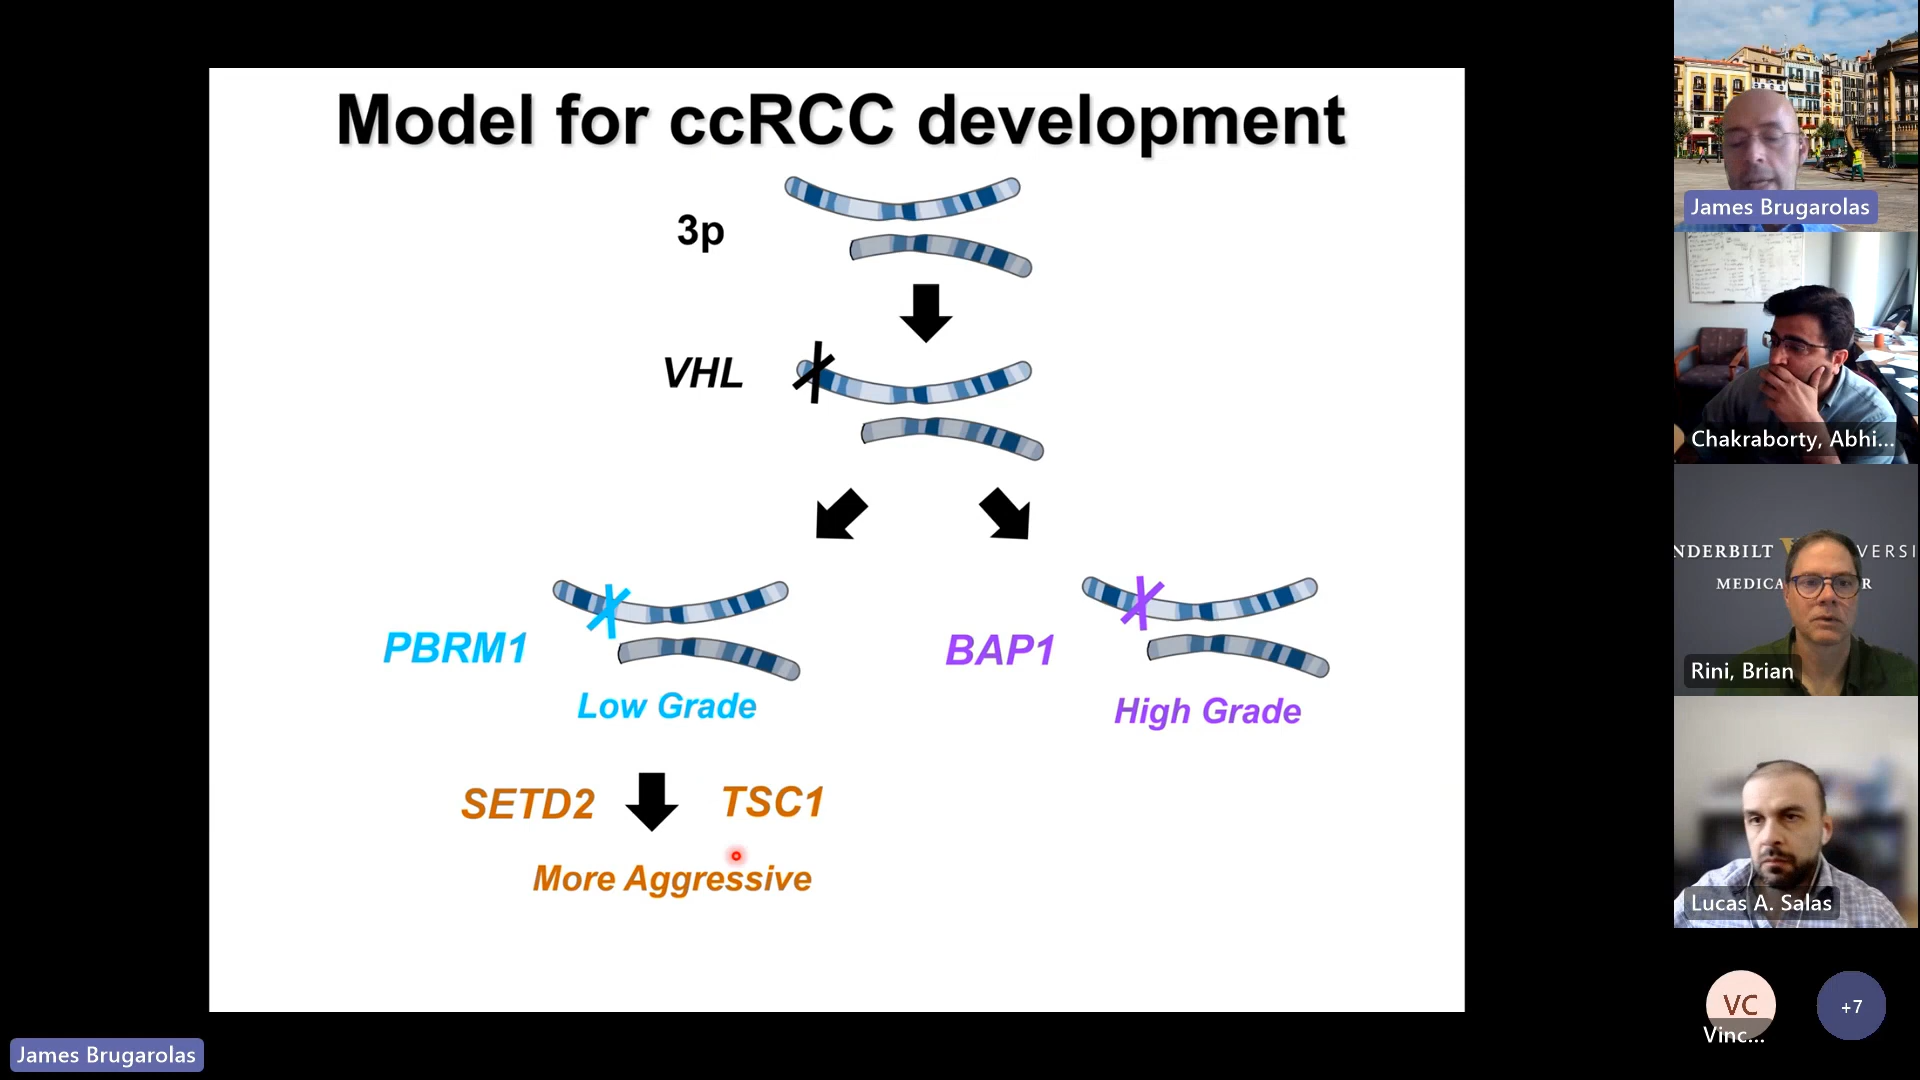 Model for ccRCC development
3p
VHL
PBRM1
BAP1
Low Grade
High Grade
SETD2
TSC1
More Aggressive
James Brugarolas
James Brugarolas
Chakraborty, Abhi...
NDERBILT VERSI
MEDICA R
Rini, Brian
Lucas A. Salas
VC
Vinc...
+7